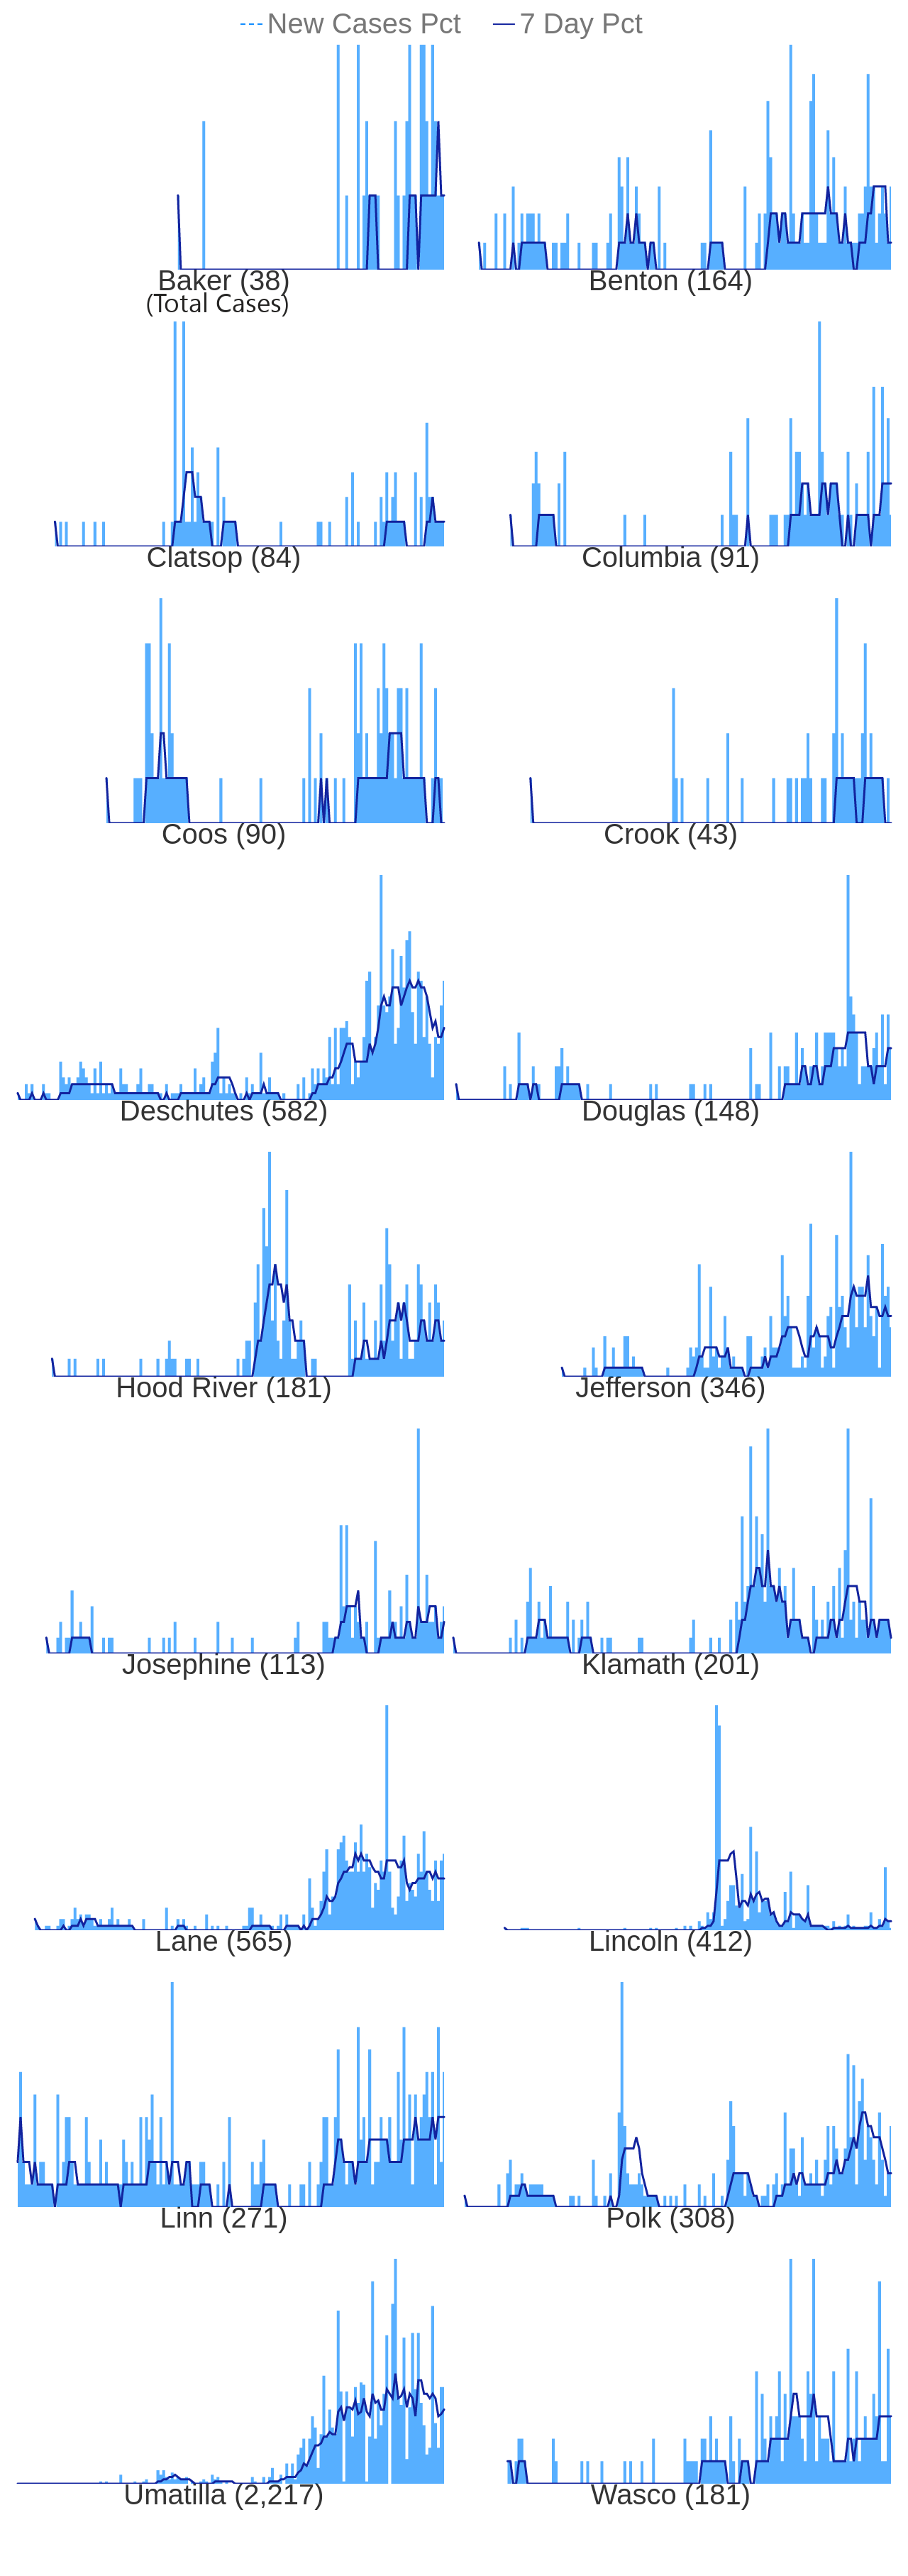 New Cases Pct 7 Day Pct
Baker (38) Benton (164)
(Total Cases)
Clatsop (84) Columbia (91)
Coos (90) Crook (43)
Deschutes (582) Douglas (148)
Hood River (181) Jefferson (346)
Josephine (113) Klamath (201)
Lane (565) Lincoln (412)
Linn (271) Polk (308)
Umatilla (2,217) Wasco (181)